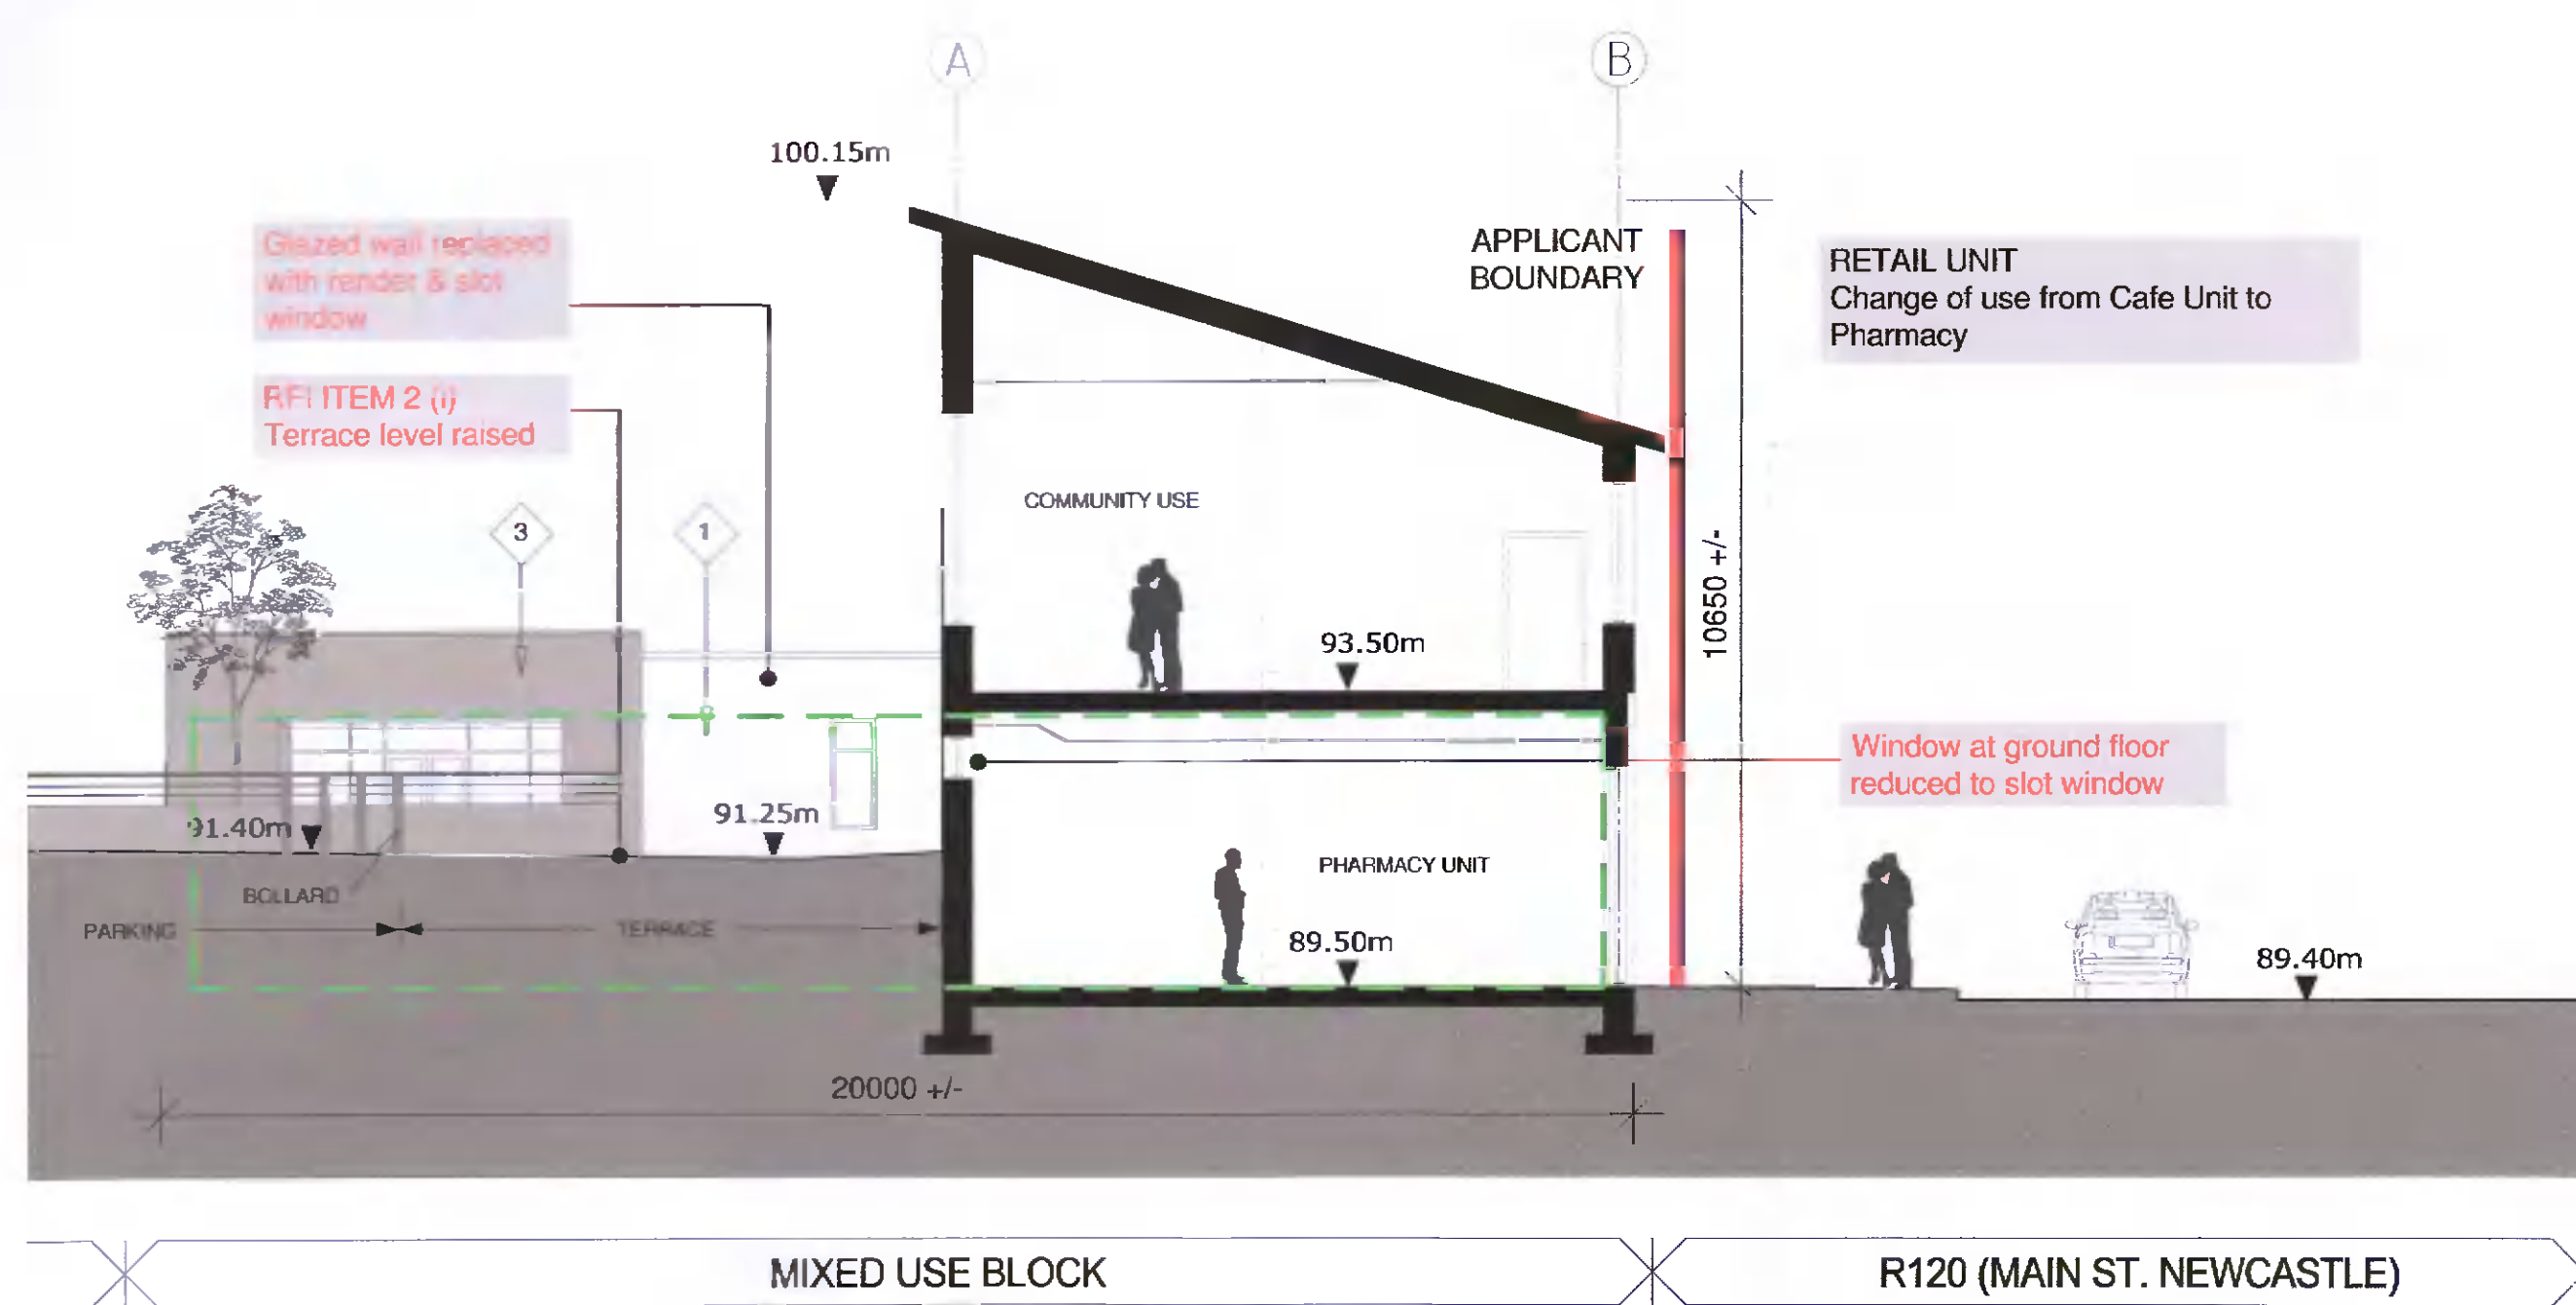 A
B
100.15m
Glazed wall replaced
with render & slot
window
APPLICANT
BOUNDARY
RETAIL UNIT
Change of use from Cafe Unit to
Pharmacy
RFI ITEM 2 (i)
Terrace level raised
COMMUNITY USE
3
1
10650 +/-
93.50m
Window at ground floor
reduced to slot window
91.40m
91.25m
PHARMACY UNIT
BOLLARD
PARKING
TERRACE
89.50m
89.40m
20000 +/-
MIXED USE BLOCK
R120 (MAIN ST. NEWCASTLE)